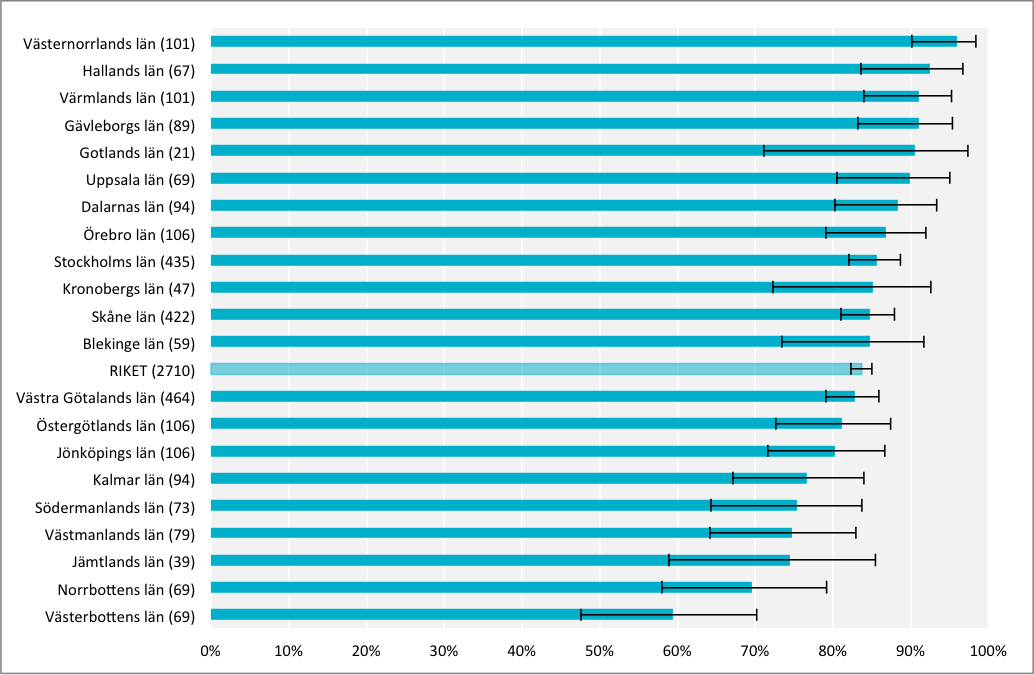 Västernorrlands län (101)
Hallands län (67)
Värmlands län (101)
Gävleborgs län (89)
Gotlands län (21)
Uppsala län (69)
Dalarnas län (94)
Örebro län (106)
Stockholms län (435)
Kronobergs län (47)
Skåne län (422)
Blekinge län (59)
RIKET (2710)
Västra Götalands län (464)
Östergötlands län (106)
Jönköpings län (106)
Kalmar län (94)
Södermanlands län (73)
Västmanlands län (79)
Jämtlands län (39)
Norrbottens län (69)
Västerbottens län (69)
0% 10% 20% 30% 40% 50% 60% 70% 80% 90% 100%